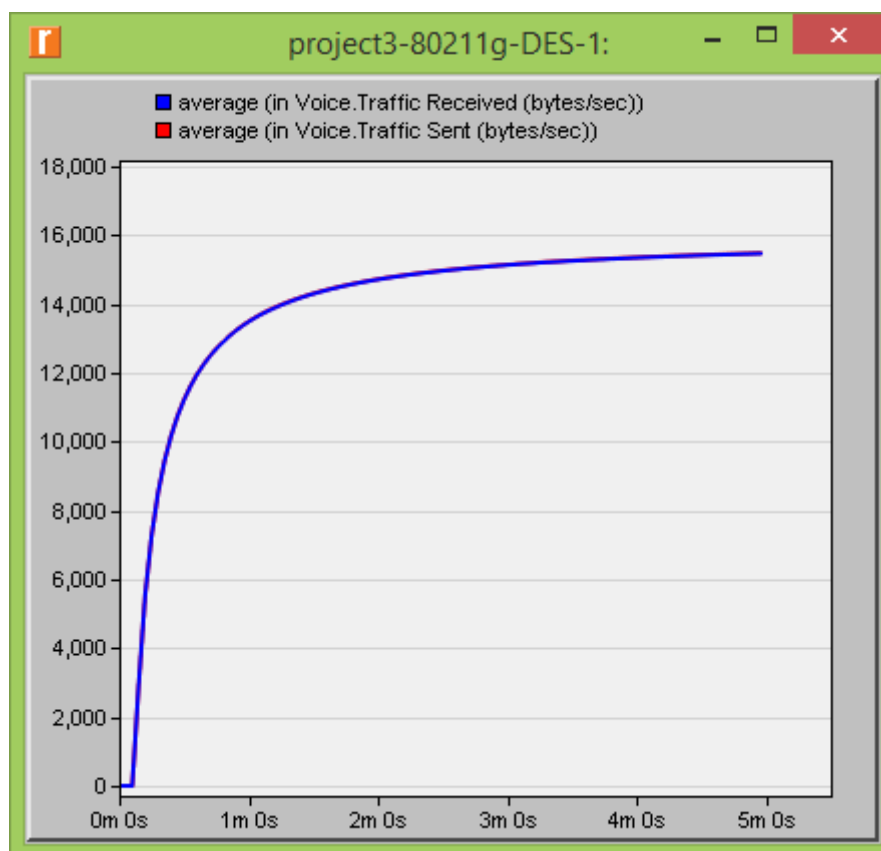 r project3-80211g-DES-1:
average (in Voice.Traffic Received (bytes/sec))
average (in Voice.Traffic Sent (bytes/sec))
18,000
16,000
14,000
12,000
10,000
8,000
6,000
4,000
2,000
0
0m 0s 1m 0s 2m 0s 3m 0s 4m 0s 5m 0s